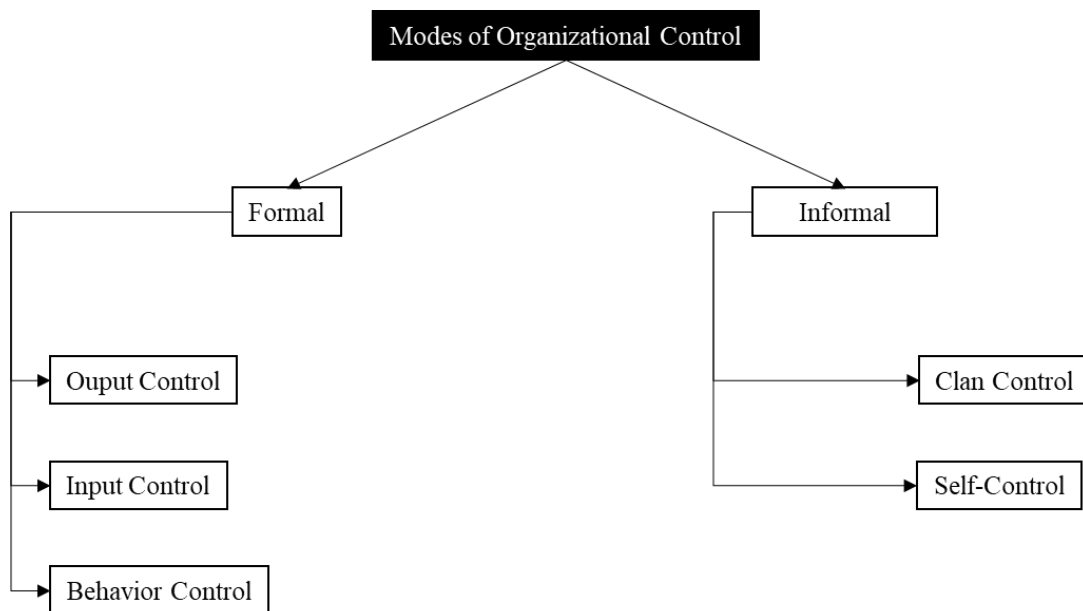 Modes of Organizational Control
Formal
Informal
Ouput Control
Clan Control
Input Control
Self-Control
Behavior Control